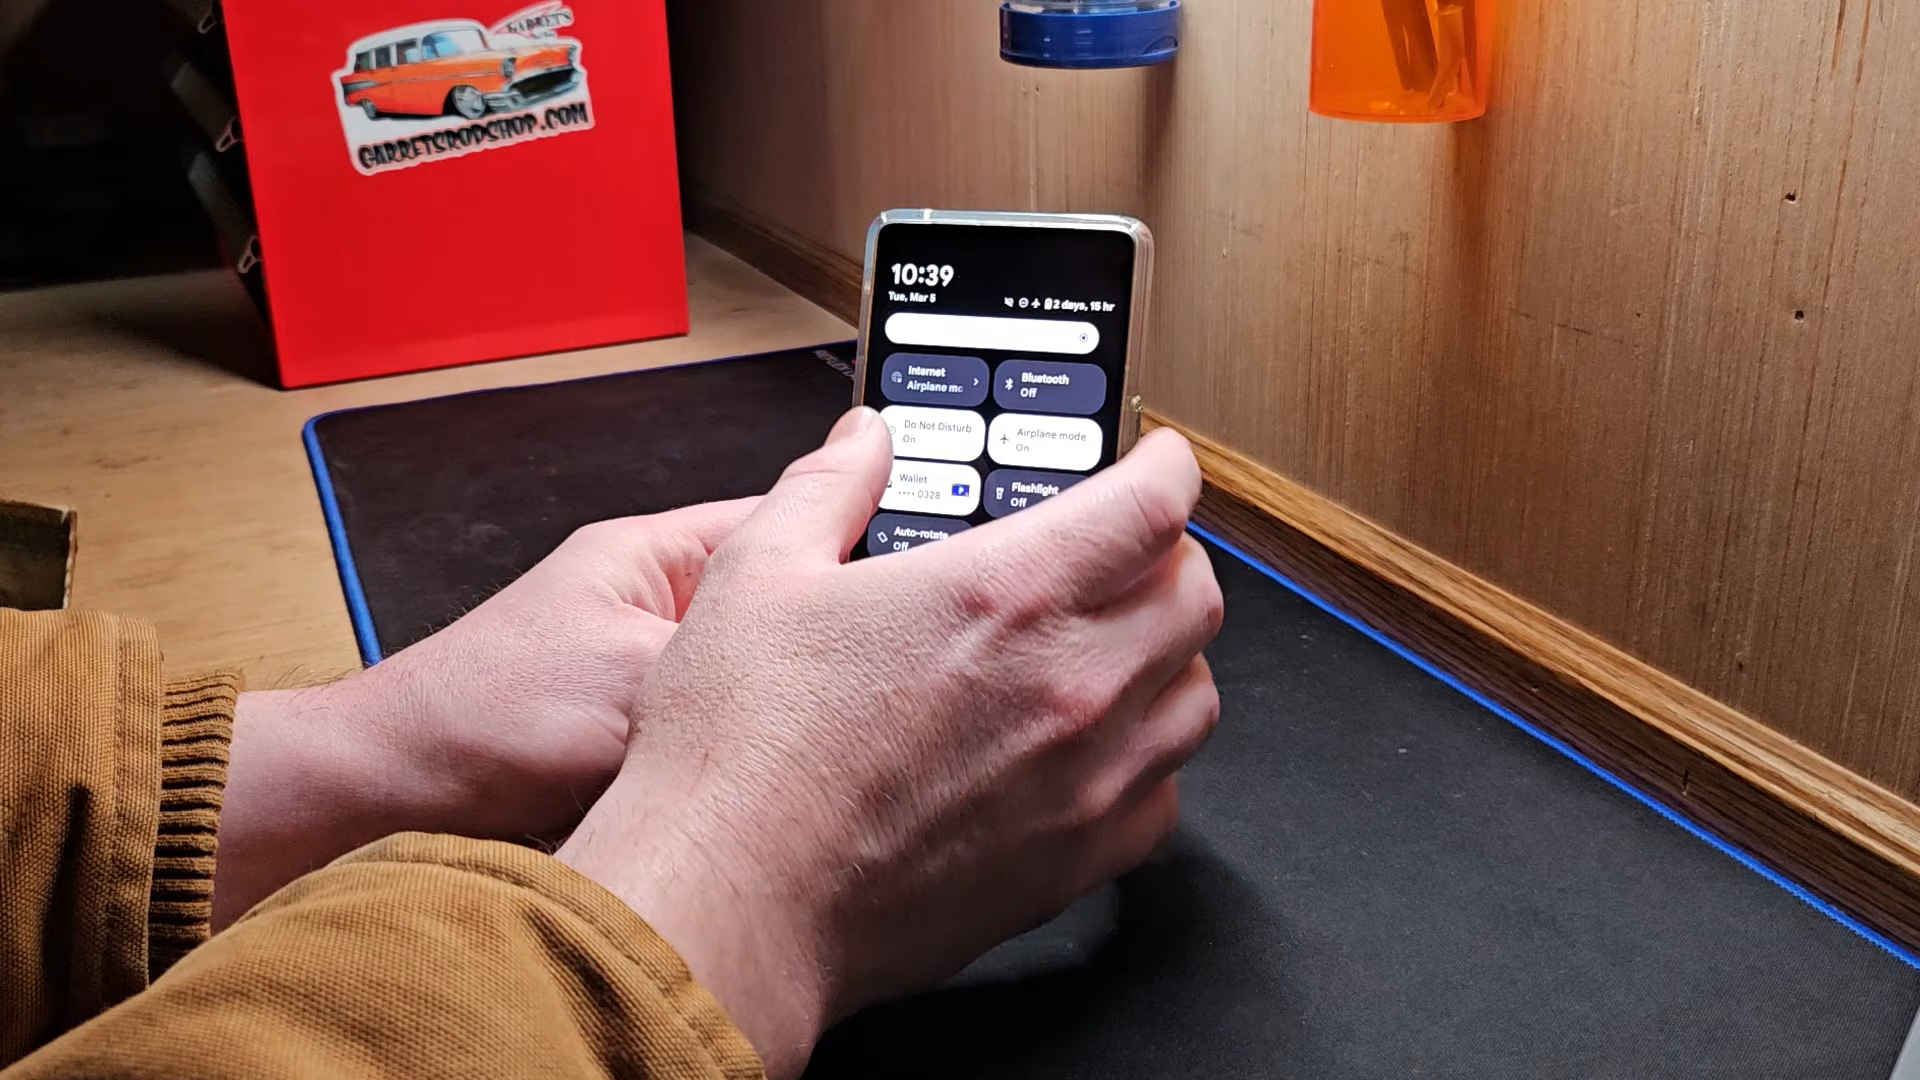 GARRET'S
GARRETSRODSHOP.COM
10:39
Tue, Mar 5
2 days, 15 hr
Internet
Airplane mo
Bluetooth
Off
Do Not Disturb
On
Airplane mode
On
Wallet
•••• 0328
Flashlight
Off
Auto-rotate
Off